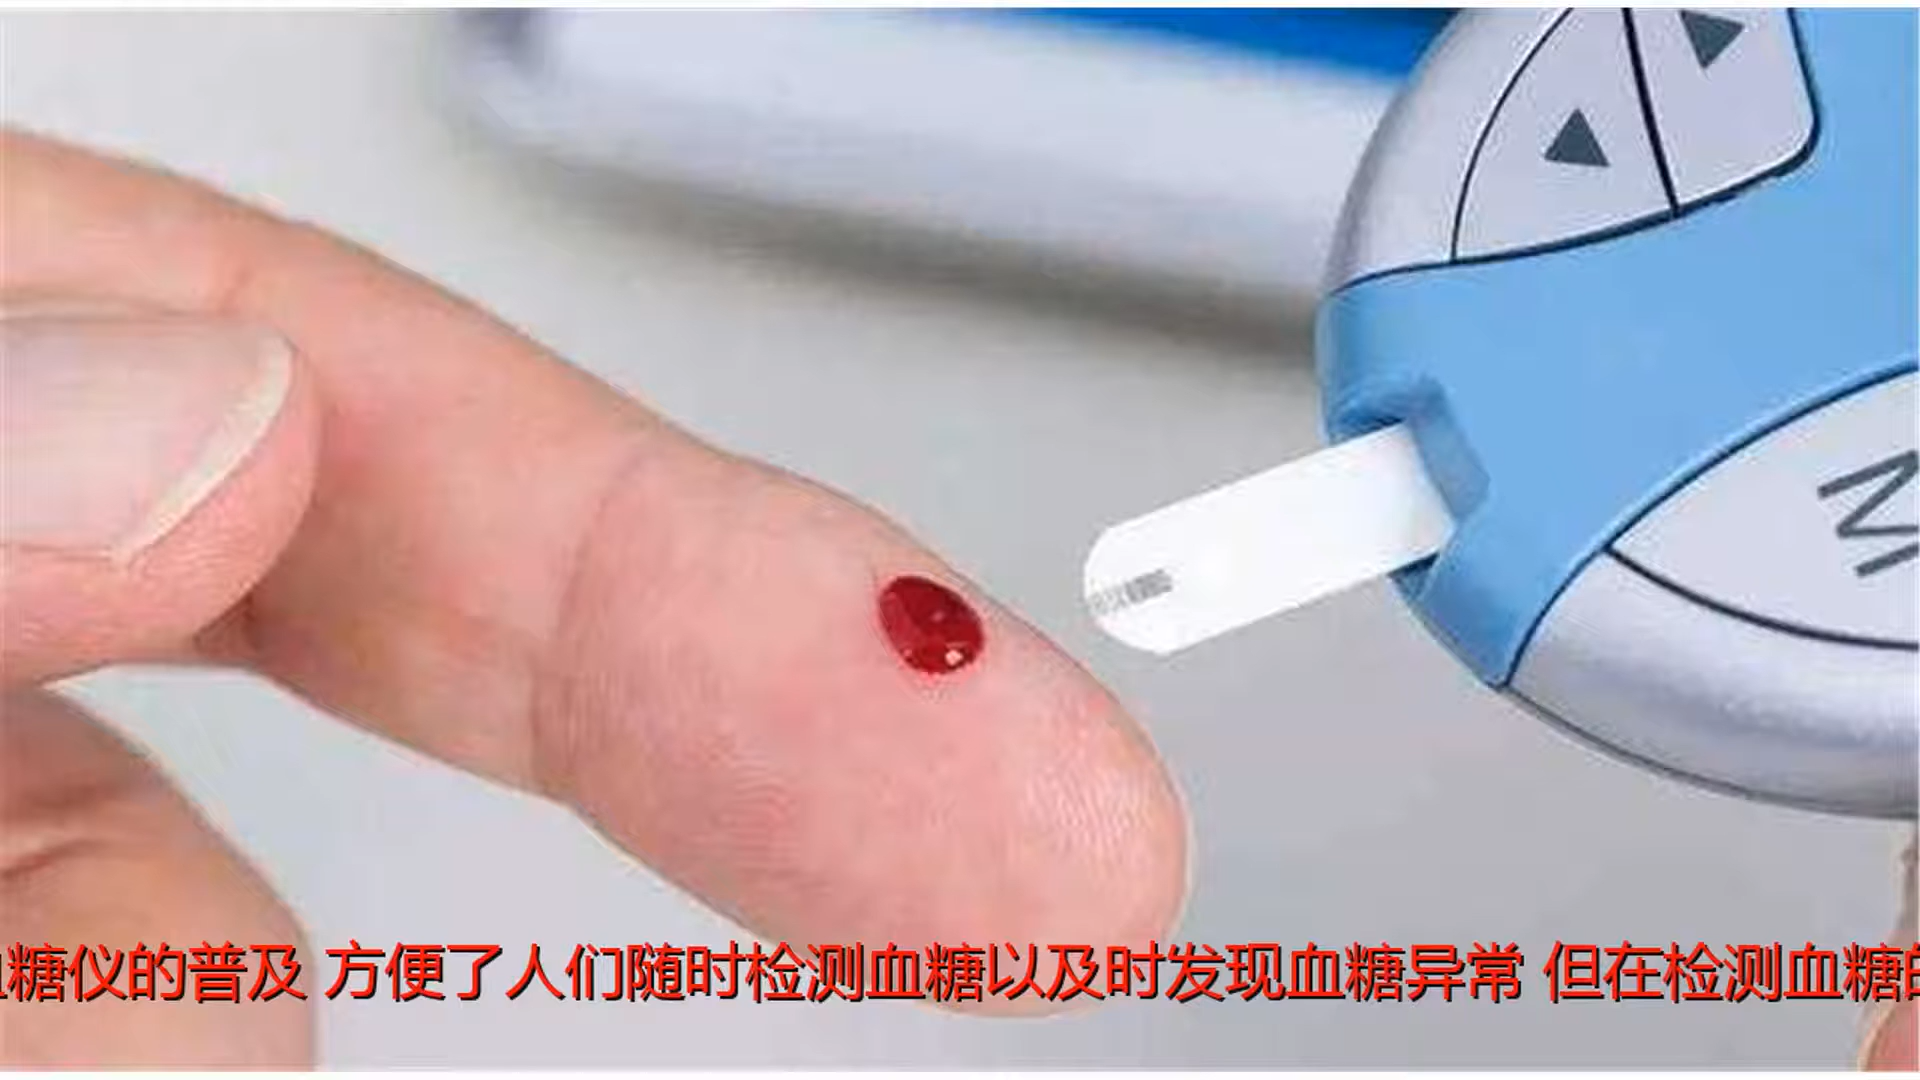 M
糖仪的普及 方便了人们随时检测血糖以及时发现血糖异常 但在检测血糖